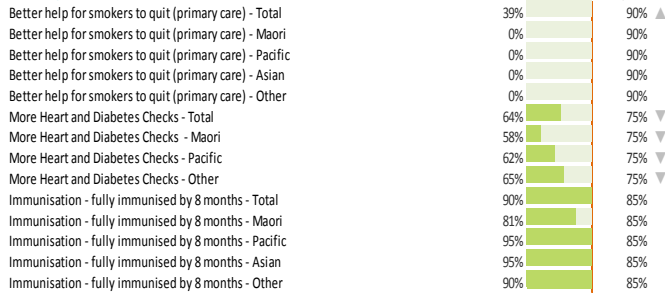 Better help for smokers to quit (primary care) - Total 39% 90% ▲
Better help for smokers to quit (primary care) - Maori 0% 90%
Better help for smokers to quit (primary care) - Pacific 0% 90%
Better help for smokers to quit (primary care) - Asian 0% 90%
Better help for smokers to quit (primary care) - Other 0% 90%
More Heart and Diabetes Checks - Total 64% 75% ▼
More Heart and Diabetes Checks - Maori 58% 75% ▼
More Heart and Diabetes Checks - Pacific 62% 75% ▼
More Heart and Diabetes Checks - Other 65% 75% ▼
Immunisation - fully immunised by 8 months - Total 90% 85%
Immunisation - fully immunised by 8 months - Maori 81% 85%
Immunisation - fully immunised by 8 months - Pacific 95% 85%
Immunisation - fully immunised by 8 months - Asian 95% 85%
Immunisation - fully immunised by 8 months - Other 90% 85%